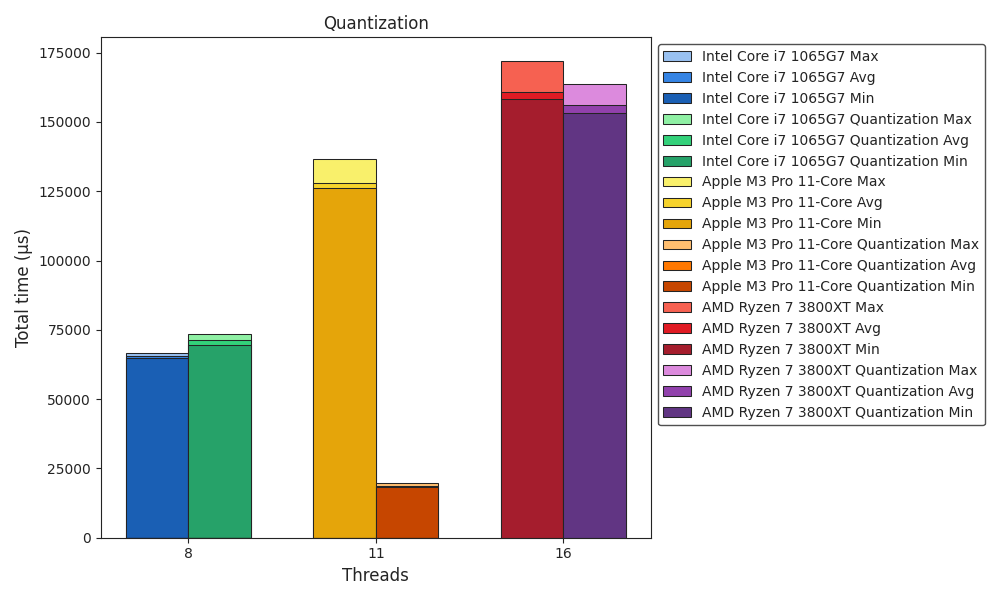 Quantization
175000
150000
125000
100000
75000
50000
25000
0
Total time (µs)
8
11
16
Threads
Intel Core i7 1065G7 Max
Intel Core i7 1065G7 Avg
Intel Core i7 1065G7 Min
Intel Core i7 1065G7 Quantization Max
Intel Core i7 1065G7 Quantization Avg
Intel Core i7 1065G7 Quantization Min
Apple M3 Pro 11-Core Max
Apple M3 Pro 11-Core Avg
Apple M3 Pro 11-Core Min
Apple M3 Pro 11-Core Quantization Max
Apple M3 Pro 11-Core Quantization Avg
Apple M3 Pro 11-Core Quantization Min
AMD Ryzen 7 3800XT Max
AMD Ryzen 7 3800XT Avg
AMD Ryzen 7 3800XT Min
AMD Ryzen 7 3800XT Quantization Max
AMD Ryzen 7 3800XT Quantization Avg
AMD Ryzen 7 3800XT Quantization Min